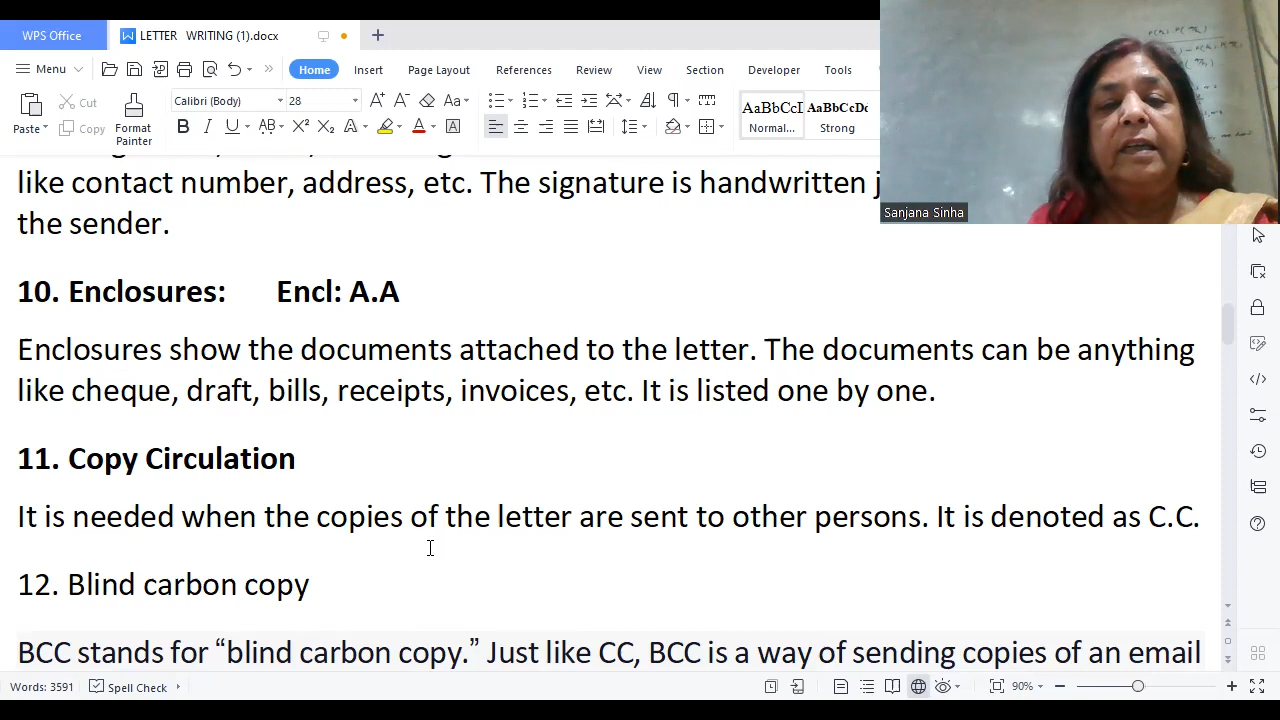 WPS Office
LETTER WRITING (1).docx
Menu
Home Insert Page Layout References Review View Section Developer Tools
Paste Cut Copy Format Painter
Calibri (Body) 28
AaBbCcD AaBbCcDc
Normal... Strong
Sanjana Sinha
like contact number, address, etc. The signature is handwritten
the sender.
10. Enclosures: Encl: A.A
Enclosures show the documents attached to the letter. The documents can be anything
like cheque, draft, bills, receipts, invoices, etc. It is listed one by one.
11. Copy Circulation
It is needed when the copies of the letter are sent to other persons. It is denoted as C.C.
12. Blind carbon copy
BCC stands for “blind carbon copy.” Just like CC, BCC is a way of sending copies of an email
Words: 3591 Spell Check 90%